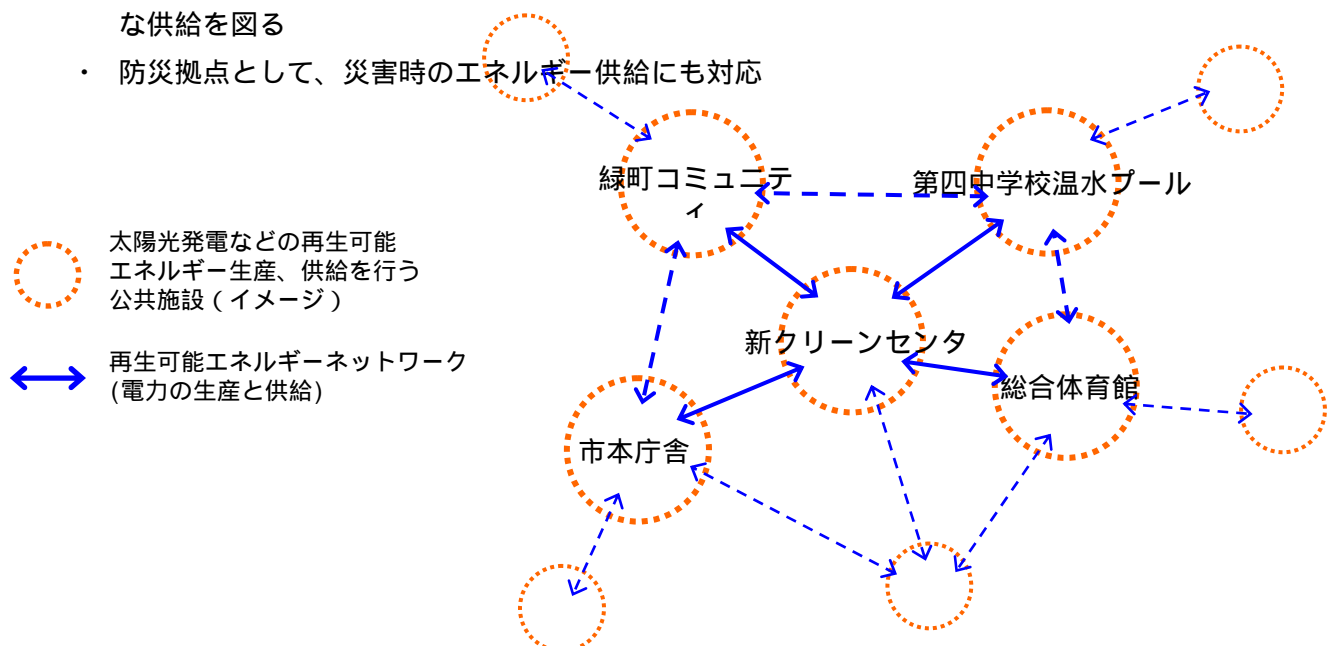 な供給を図る
・ 防災拠点として、災害時のエネルギー供給にも対応
緑町コミュニテ
ィ
第四中学校温水プール
太陽光発電などの再生可能
エネルギー生産、供給を行う
公共施設（イメージ）
新クリーンセンタ
再生可能エネルギーネットワーク
(電力の生産と供給)
総合体育館
市本庁舎